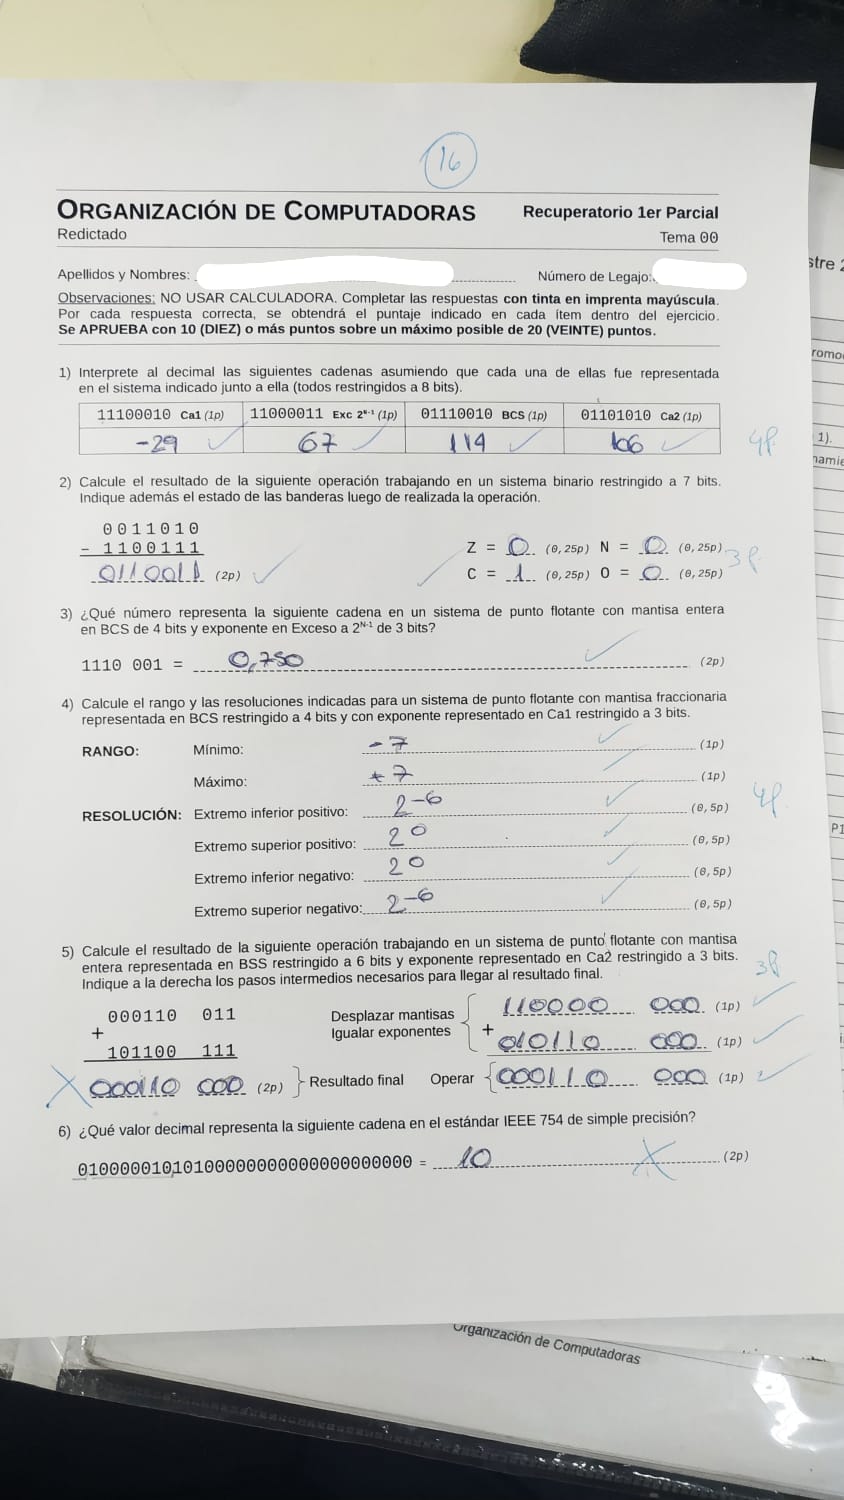 16
ORGANIZACIÓN DE COMPUTADORAS Recuperatorio 1er Parcial
Redictado Tema 00
Apellidos y Nombres: Número de Legajo:
Observaciones: NO USAR CALCULADORA. Completar las respuestas con tinta en imprenta mayúscula.
Por cada respuesta correcta, se obtendrá el puntaje indicado en cada ítem dentro del ejercicio.
Se APRUEBA con 10 (DIEZ) o más puntos sobre un máximo posible de 20 (VEINTE) puntos.
1) Interprete al decimal las siguientes cadenas asumiendo que cada una de ellas fue representada
en el sistema indicado junto a ella (todos restringidos a 8 bits).
11100010 Ca1 (1p) 11000011 Exc 2ᴺ⁻¹ (1p) 01110010 BCS (1p) 01101010 Ca2 (1p)
-29 67 114 106 4p.
2) Calcule el resultado de la siguiente operación trabajando en un sistema binario restringido a 7 bits.
Indique además el estado de las banderas luego de realizada la operación.
0011010
- 1100111 Z = 0 (0,25p) N = 0 (0,25p) 3p
0110011 (2p) C = 1 (0,25p) O = 0 (0,25p)
3) ¿Qué número representa la siguiente cadena en un sistema de punto flotante con mantisa entera
en BCS de 4 bits y exponente en Exceso a 2ᴺ⁻¹ de 3 bits?
1110 001 = 0,750 (2p)
4) Calcule el rango y las resoluciones indicadas para un sistema de punto flotante con mantisa fraccionaria
representada en BCS restringido a 4 bits y con exponente representado en Ca1 restringido a 3 bits.
RANGO: Mínimo: -7 (1p)
Máximo: +7 (1p)
RESOLUCIÓN: Extremo inferior positivo: 2⁻⁶ (0,5p) 4p.
Extremo superior positivo: 2⁰ (0,5p)
Extremo inferior negativo: 2⁰ (0,5p)
Extremo superior negativo: 2⁻⁶ (0,5p)
5) Calcule el resultado de la siguiente operación trabajando en un sistema de punto flotante con mantisa
entera representada en BSS restringido a 6 bits y exponente representado en Ca2 restringido a 3 bits.
Indique a la derecha los pasos intermedios necesarios para llegar al resultado final. 3p
000110 011 Desplazar mantisas 110000 000 (1p)
+ Igualar exponentes +
101100 111 010110 000 (1p)
000110 000 (2p) Resultado final Operar 000110 000 (1p)
6) ¿Qué valor decimal representa la siguiente cadena en el estándar IEEE 754 de simple precisión?
01000001010100000000000000000000 = 10 (2p)
Organización de Computadoras
stre 2
romo
1).
namie
P1